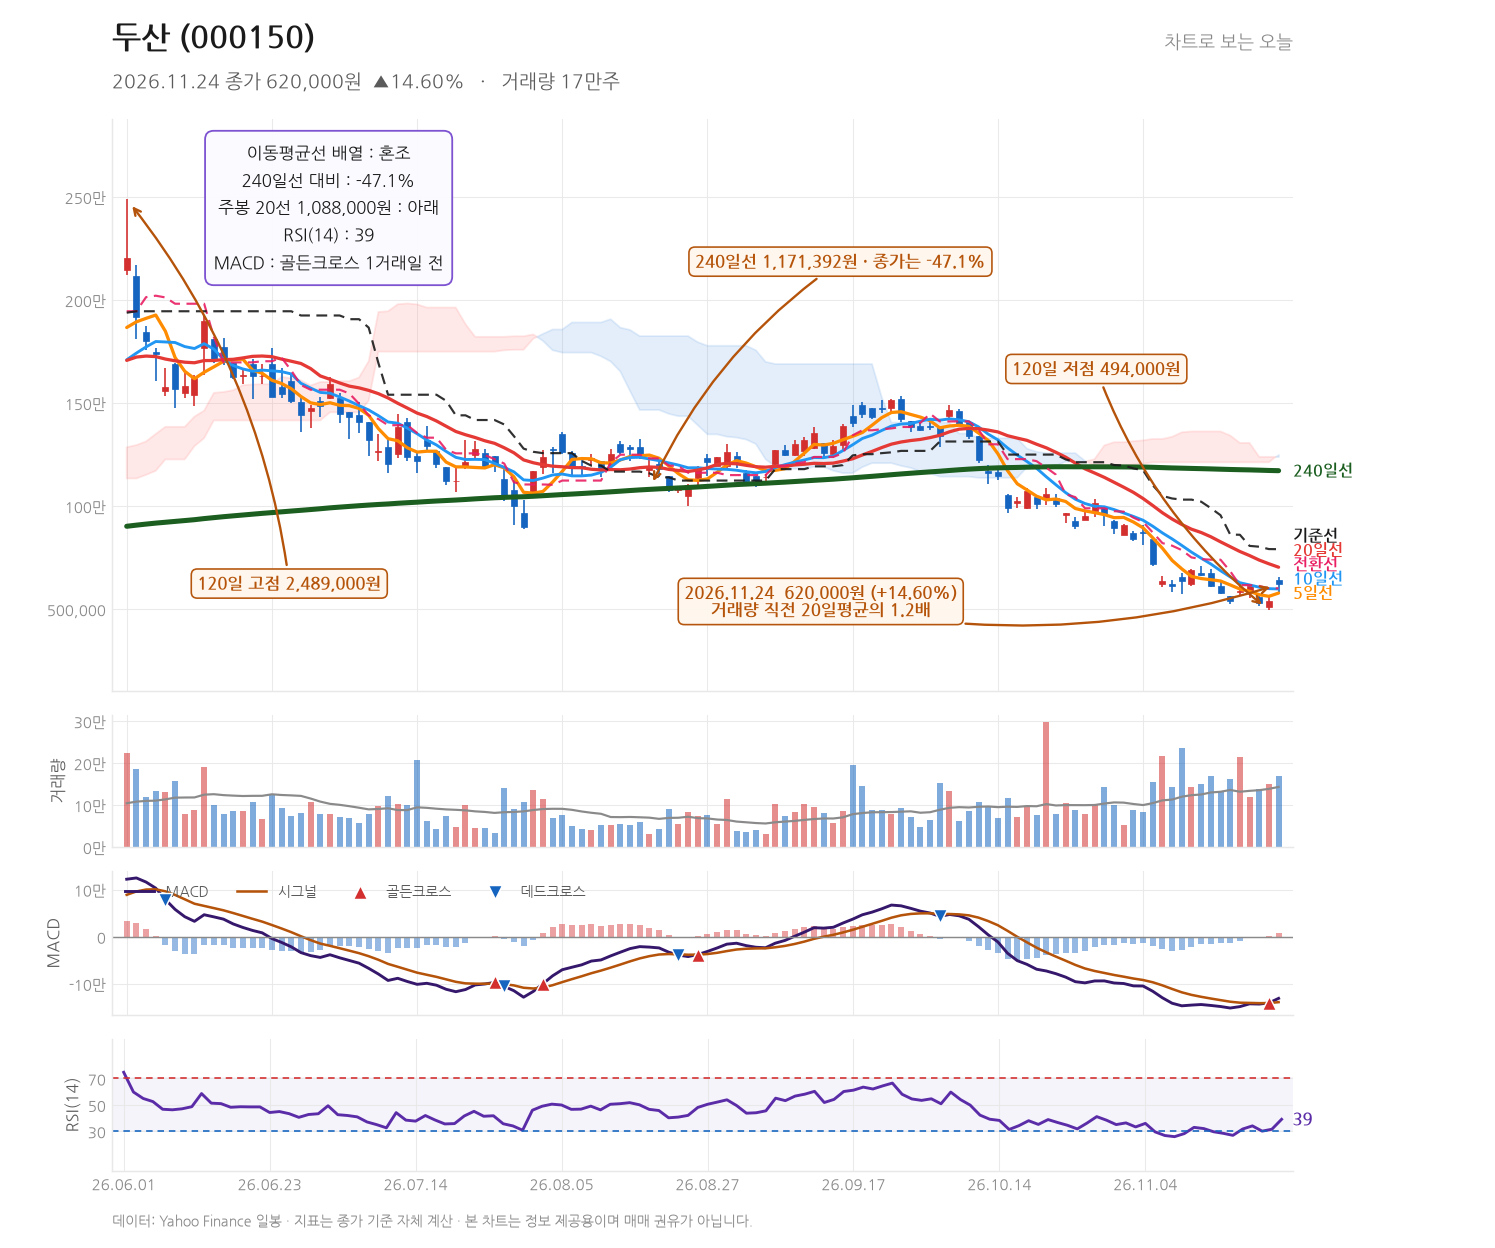 두산 (000150)
차트로 보는 오늘
2026.11.24 종가 620,000원 ▲14.60% · 거래량 17만주
이동평균선 배열 : 혼조
240일선 대비 : -47.1%
주봉 20선 1,088,000원 : 아래
RSI(14) : 39
MACD : 골든크로스 1거래일 전
250만
200만
150만
100만
500,000
240일선 1,171,392원 · 종가는 -47.1%
120일 저점 494,000원
120일 고점 2,489,000원
2026.11.24 620,000원 (+14.60%)
거래량 직전 20일평균의 1.2배
240일선
기준선
20일선
전환선
10일선
5일선
거래량
30만
20만
10만
0만
MACD
10만
0
-10만
MACD
시그널
골든크로스
데드크로스
RSI(14)
70
50
30
39
26.06.01
26.06.23
26.07.14
26.08.05
26.08.27
26.09.17
26.10.14
26.11.04
데이터: Yahoo Finance 일봉 · 지표는 종가 기준 자체 계산 · 본 차트는 정보 제공용이며 매매 권유가 아닙니다.